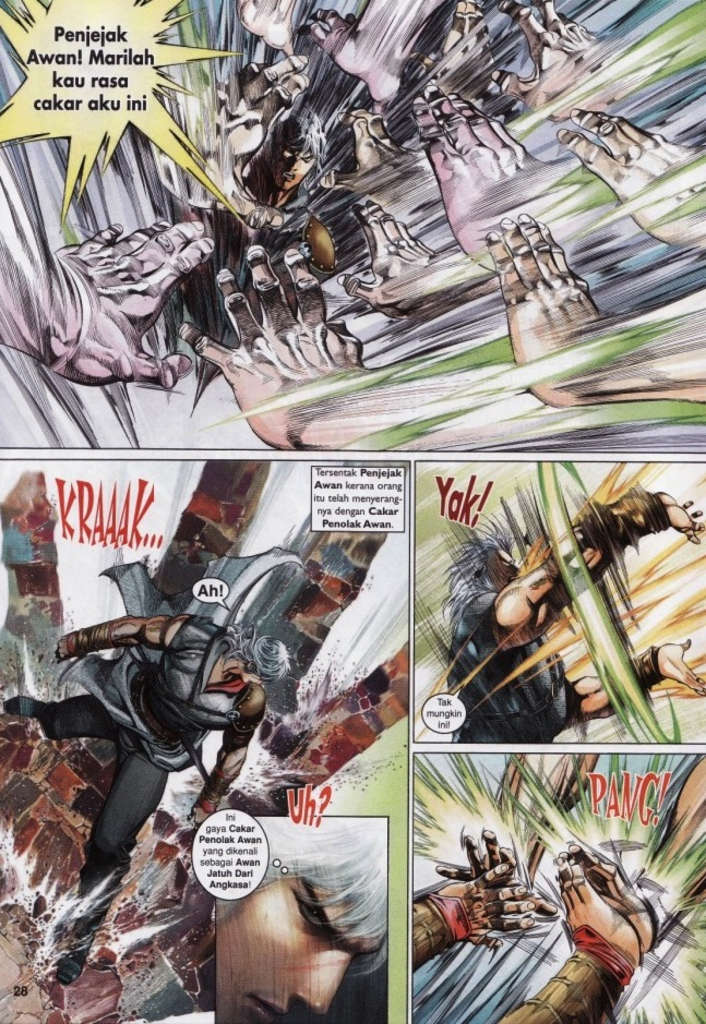 Penjejak
Awan! Marilah
kau rasa
cakar aku ini
KRAAAK...
Tersentak Penjejak
Awan kerana orang
itu telah menyerang-
nya dengan Cakar
Penolak Awan.
Ah!
Uh?
Ini
gaya Cakar
Penolak Awan
yang dikenali
sebagai Awan
Jatuh Dari
Angkasa!
Yak!
Tak
mungkin
ini!
PANG!
28